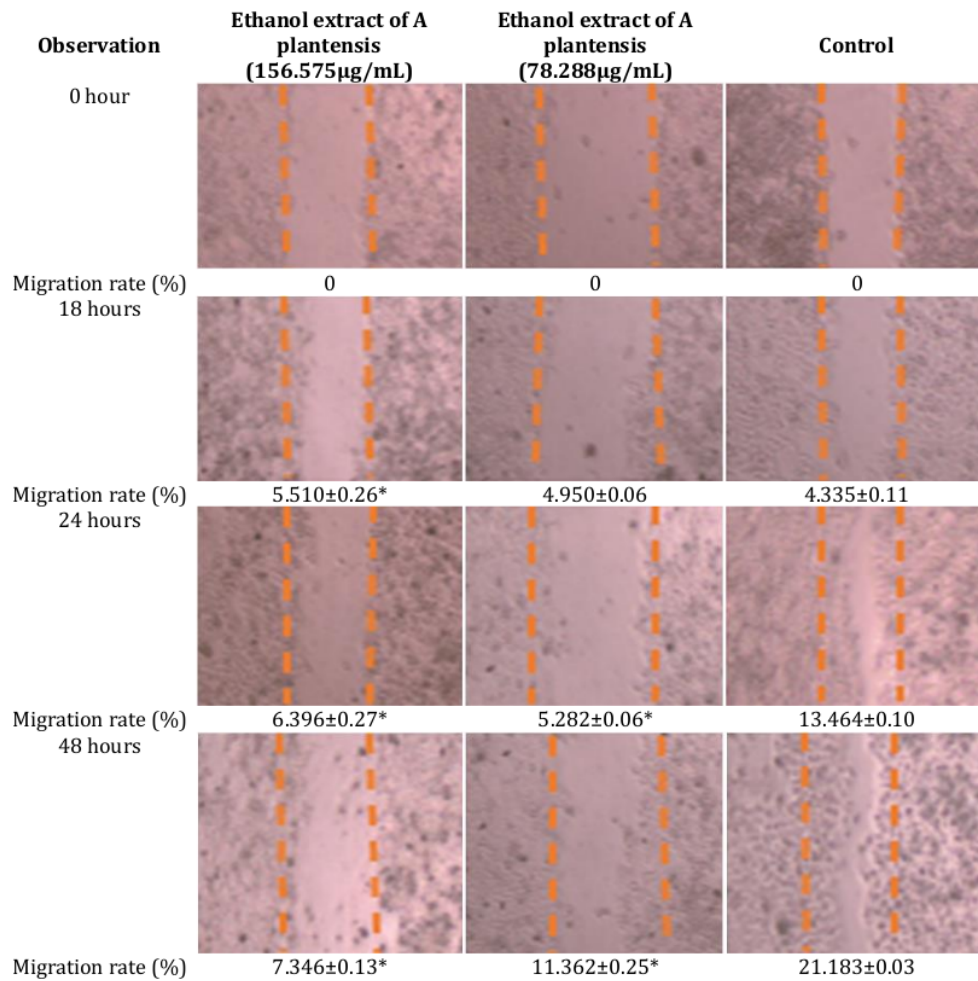 Observation
Ethanol extract of A
plantensis
(156.575µg/mL)
Ethanol extract of A
plantensis
(78.288µg/mL)
Control
0 hour
Migration rate (%) 0 0 0
18 hours
Migration rate (%) 5.510±0.26* 4.950±0.06 4.335±0.11
24 hours
Migration rate (%) 6.396±0.27* 5.282±0.06* 13.464±0.10
48 hours
Migration rate (%) 7.346±0.13* 11.362±0.25* 21.183±0.03